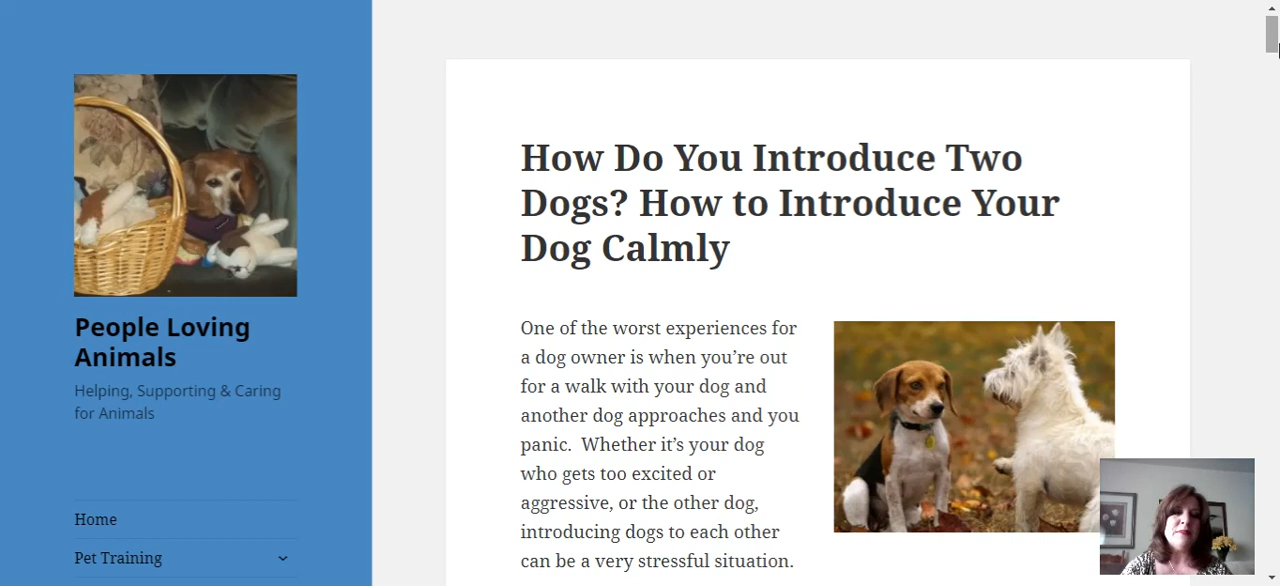 People Loving
Animals
Helping, Supporting & Caring
for Animals
Home
Pet Training
How Do You Introduce Two
Dogs? How to Introduce Your
Dog Calmly
One of the worst experiences for
a dog owner is when you’re out
for a walk with your dog and
another dog approaches and you
panic.  Whether it’s your dog
who gets too excited or
aggressive, or the other dog,
introducing dogs to each other
can be a very stressful situation.